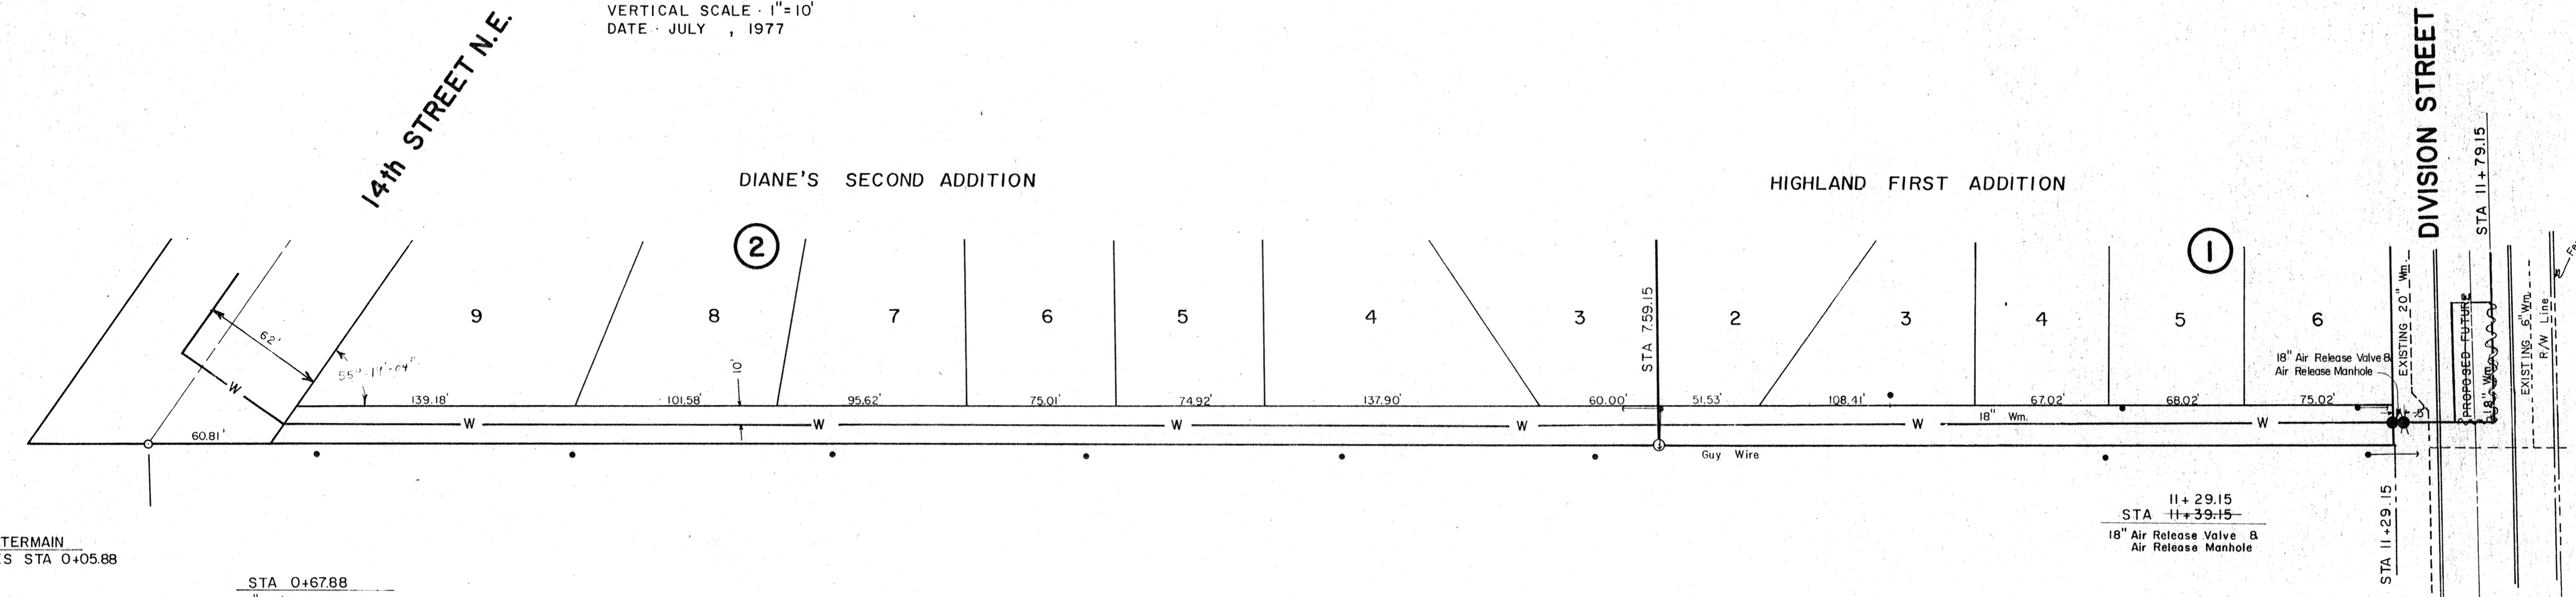 VERTICAL SCALE · 1"=10'
DATE · JULY , 1977
14th STREET N.E.
DIANE'S SECOND ADDITION
HIGHLAND FIRST ADDITION
DIVISION STREET
STA 11+79.15
2
1
9
8
7
6
5
4
3
STA 7.59.15
2
3
4
5
6
62'
10'
18" Air Release Valve &
Air Release Manhole
EXISTING 20" Wm.
PROPOSED FUTURE
18" Wm.
EXISTING 6" Wm.
R/W Line
139.18'
101.58'
95.62'
75.01'
74.92'
137.90'
60.00'
51.53'
108.41'
67.02'
68.02'
75.02'
W
W
W
W
W
W
18" Wm.
W
60.81'
Guy Wire
TERMAIN
ES STA 0+05.88
STA 0+67.88
11+29.15
STA 11+39.15
18" Air Release Valve &
Air Release Manhole
STA 11+29.15